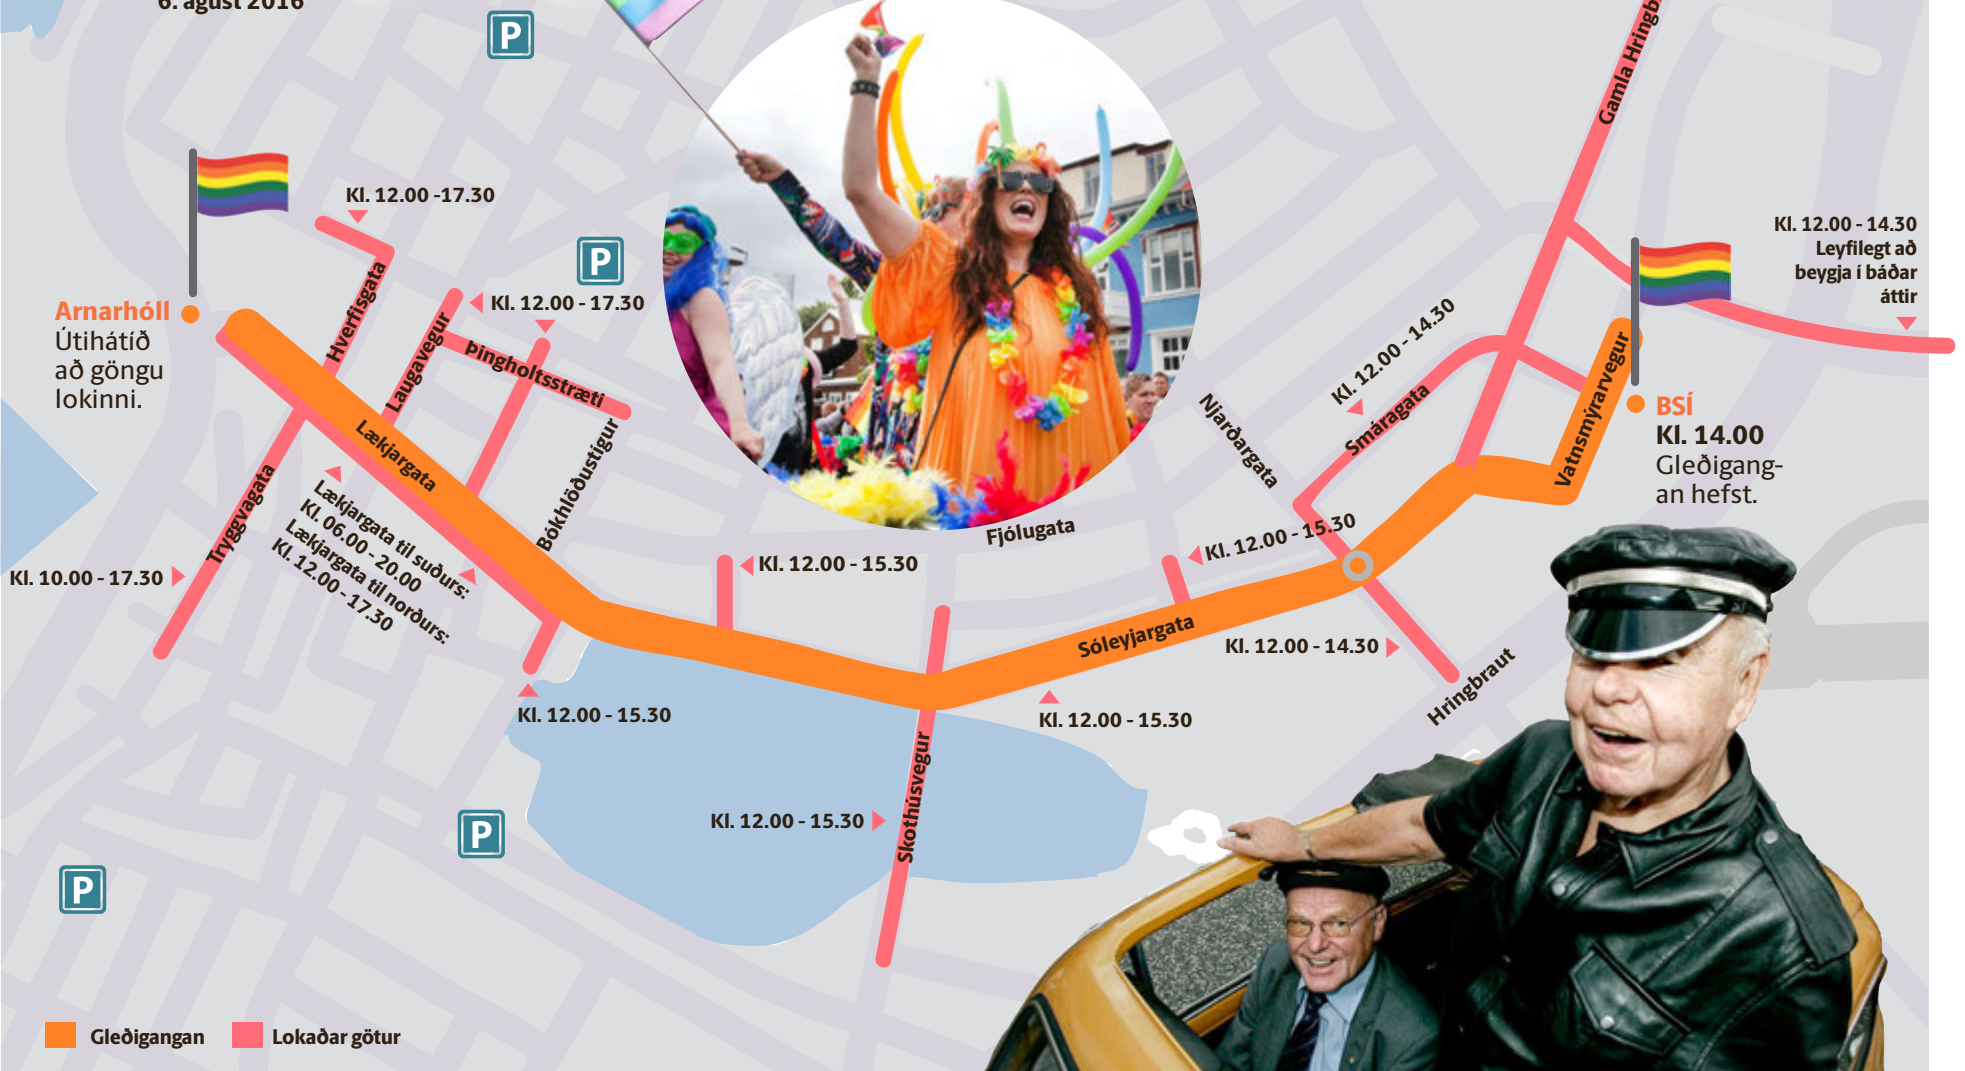 6. ágúst 2016
P
Gamla Hringb
Kl. 12.00 -17.30
P
Kl. 12.00 - 14.30
Leyfilegt að
beygja í báðar
áttir
Arnarhóll
Útihátíð
að göngu
lokinni.
Hverfisgata
Laugavegur
Kl. 12.00 - 17.30
Þingholtsstræti
Kl. 12.00 - 14.30
Smáragata
Njarðargata
Vatnsmýrarvegur
BSÍ
Kl. 14.00
Gleðigang-
an hefst.
Lækjargata
Bókhlöðustígur
Tryggvagata
Lækjargata til suðurs:
Kl. 06.00 - 20.00
Lækjargata til norðurs:
Kl. 12.00 - 17.30
Fjólugata
Kl. 12.00 - 15.30
Kl. 12.00 - 15.30
Kl. 10.00 - 17.30
Sóleyjargata
Kl. 12.00 - 14.30
Hringbraut
Kl. 12.00 - 15.30
Kl. 12.00 - 15.30
Skothúsvegur
Kl. 12.00 - 15.30
P
P
Gleðigangan
Lokaðar götur